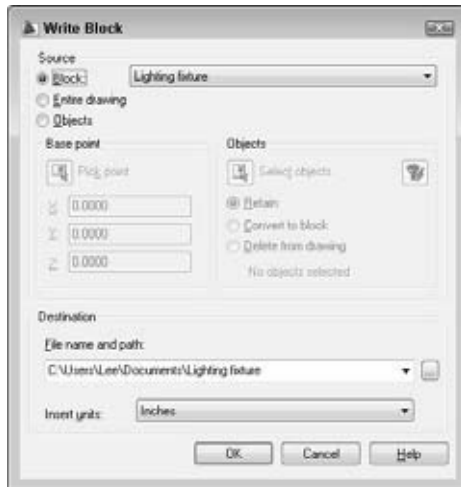 Write Block
Source
Block: Lighting fixture
Entire drawing
Objects
Base point
Pick point
X: 0.0000
Y: 0.0000
Z: 0.0000
Objects
Select objects
Retain
Convert to block
Delete from drawing
No objects selected
Destination
File name and path:
C:\Users\Lee\Documents\Lighting fixture
...
Insert units: Inches
OK Cancel Help